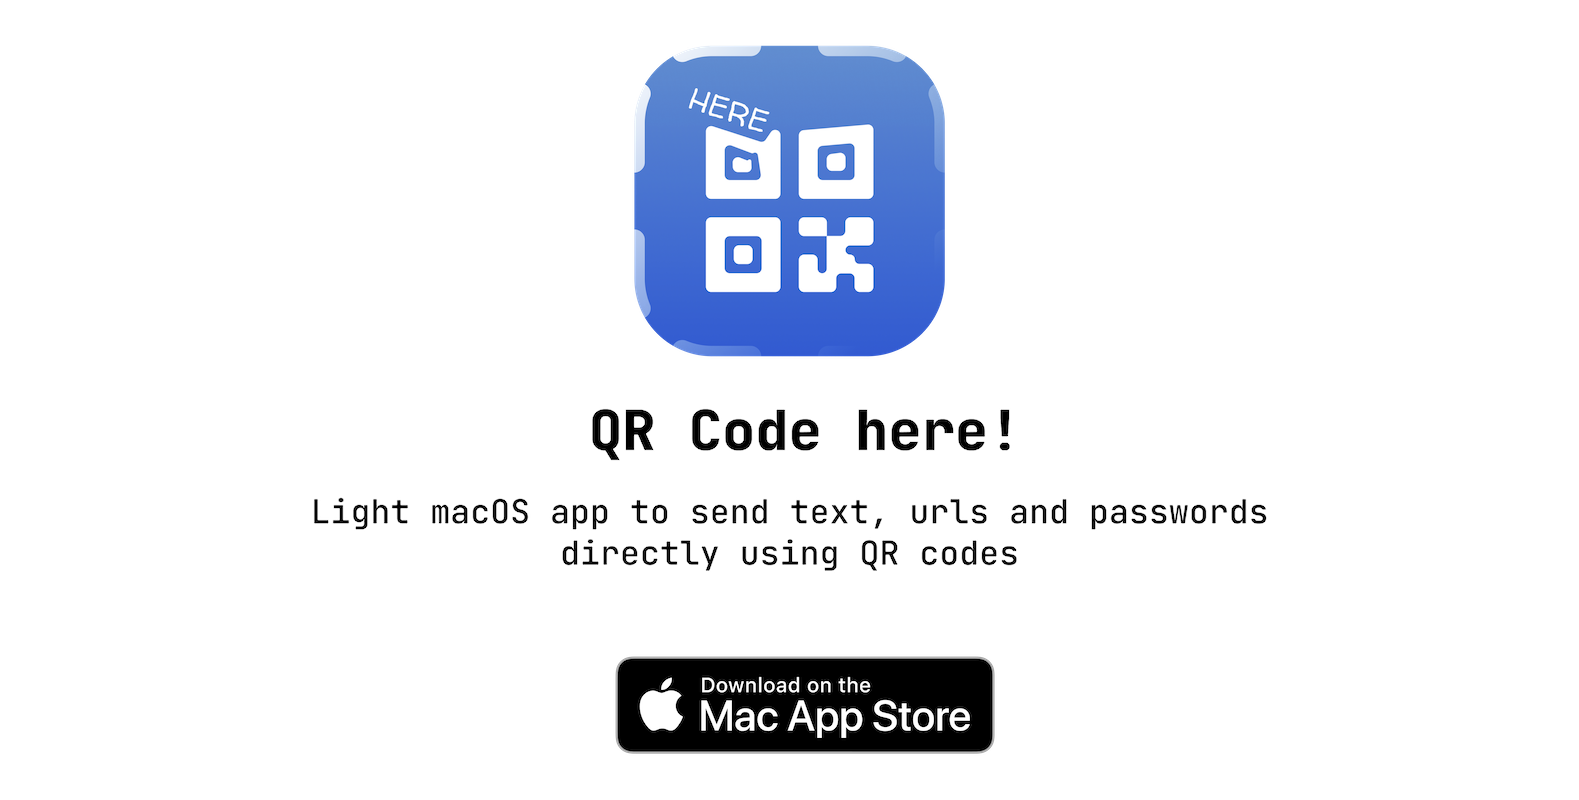 HERE
QR Code here!
Light macOS app to send text, urls and passwords
directly using QR codes
Download on the
Mac App Store